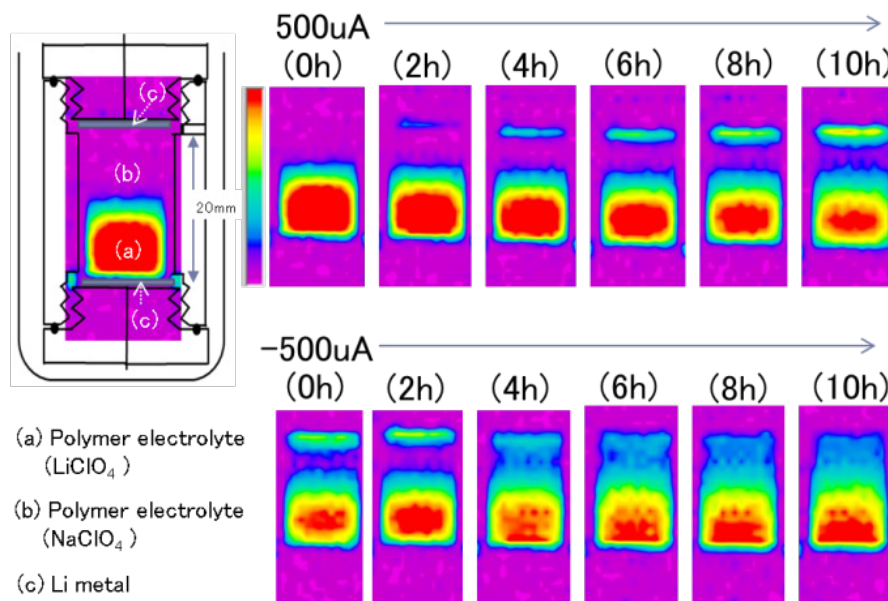 500uA
(0h) (2h) (4h) (6h) (8h) (10h)
(c)
(b)
20mm
(a)
(c)
-500uA
(0h) (2h) (4h) (6h) (8h) (10h)
(a) Polymer electrolyte
(LiClO₄)
(b) Polymer electrolyte
(NaClO₄)
(c) Li metal